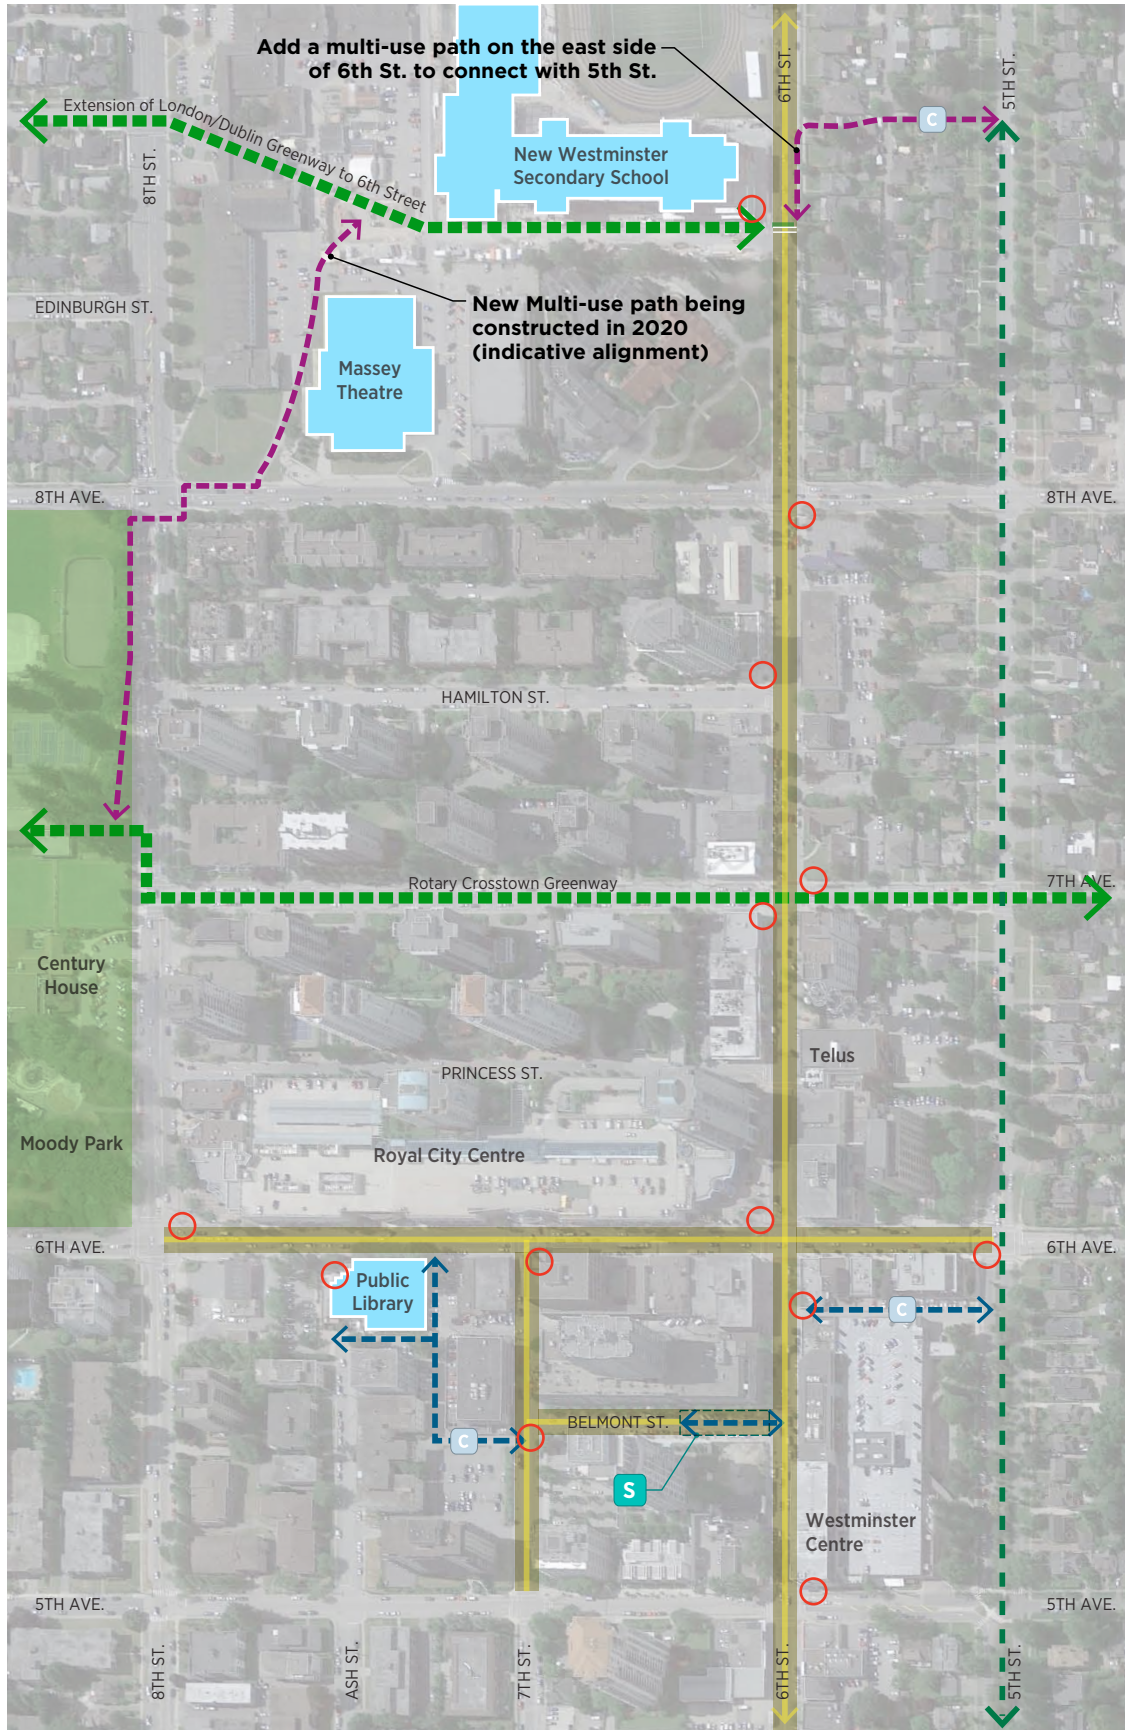 Add a multi-use path on the east side
of 6th St. to connect with 5th St.
6TH ST.
5TH ST.
Extension of London/Dublin Greenway to 6th Street
C
8TH ST.
New Westminster
Secondary School
EDINBURGH ST.
New Multi-use path being
constructed in 2020
(indicative alignment)
Massey
Theatre
8TH AVE.
8TH AVE.
HAMILTON ST.
Rotary Crosstown Greenway
7TH AVE.
Century
House
Telus
PRINCESS ST.
Moody Park
Royal City Centre
6TH AVE.
6TH AVE.
Public
Library
C
BELMONT ST.
C
S
Westminster
Centre
5TH AVE.
5TH AVE.
8TH ST.
ASH ST.
7TH ST.
6TH ST.
5TH ST.